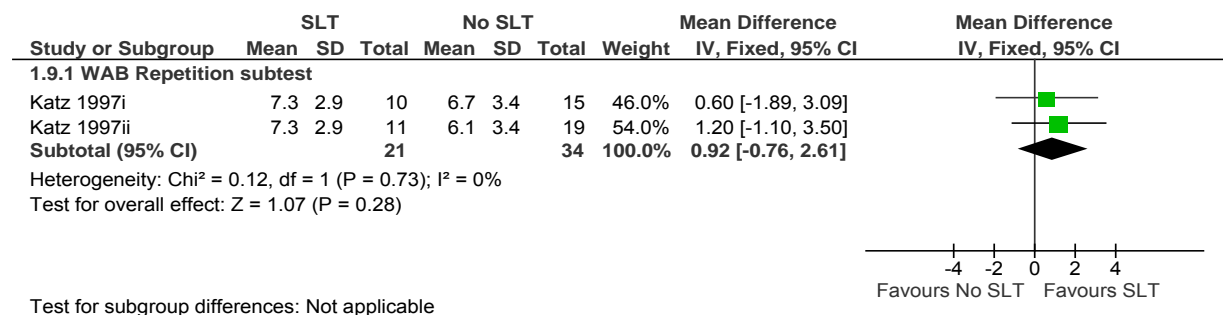 SLT No SLT Mean Difference Mean Difference
Study or Subgroup Mean SD Total Mean SD Total Weight IV, Fixed, 95% CI IV, Fixed, 95% CI
1.9.1 WAB Repetition subtest
Katz 1997i 7.3 2.9 10 6.7 3.4 15 46.0% 0.60 [-1.89, 3.09]
Katz 1997ii 7.3 2.9 11 6.1 3.4 19 54.0% 1.20 [-1.10, 3.50]
Subtotal (95% CI) 21 34 100.0% 0.92 [-0.76, 2.61]
Heterogeneity: Chi² = 0.12, df = 1 (P = 0.73); I² = 0%
Test for overall effect: Z = 1.07 (P = 0.28)
-4 -2 0 2 4
Favours No SLT Favours SLT
Test for subgroup differences: Not applicable